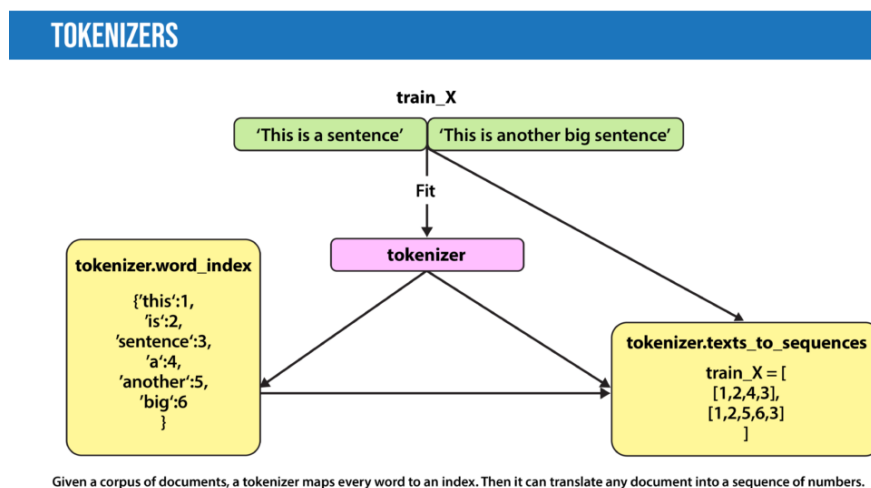 TOKENIZERS
train_X
‘This is a sentence’
‘This is another big sentence’
Fit
tokenizer
tokenizer.word_index
{’this‘:1,
’is‘:2,
’sentence‘:3,
’a‘:4,
’another‘:5,
’big‘:6
}
tokenizer.texts_to_sequences
train_X = [
[1,2,4,3],
[1,2,5,6,3]
]
Given a corpus of documents, a tokenizer maps every word to an index. Then it can translate any document into a sequence of numbers.